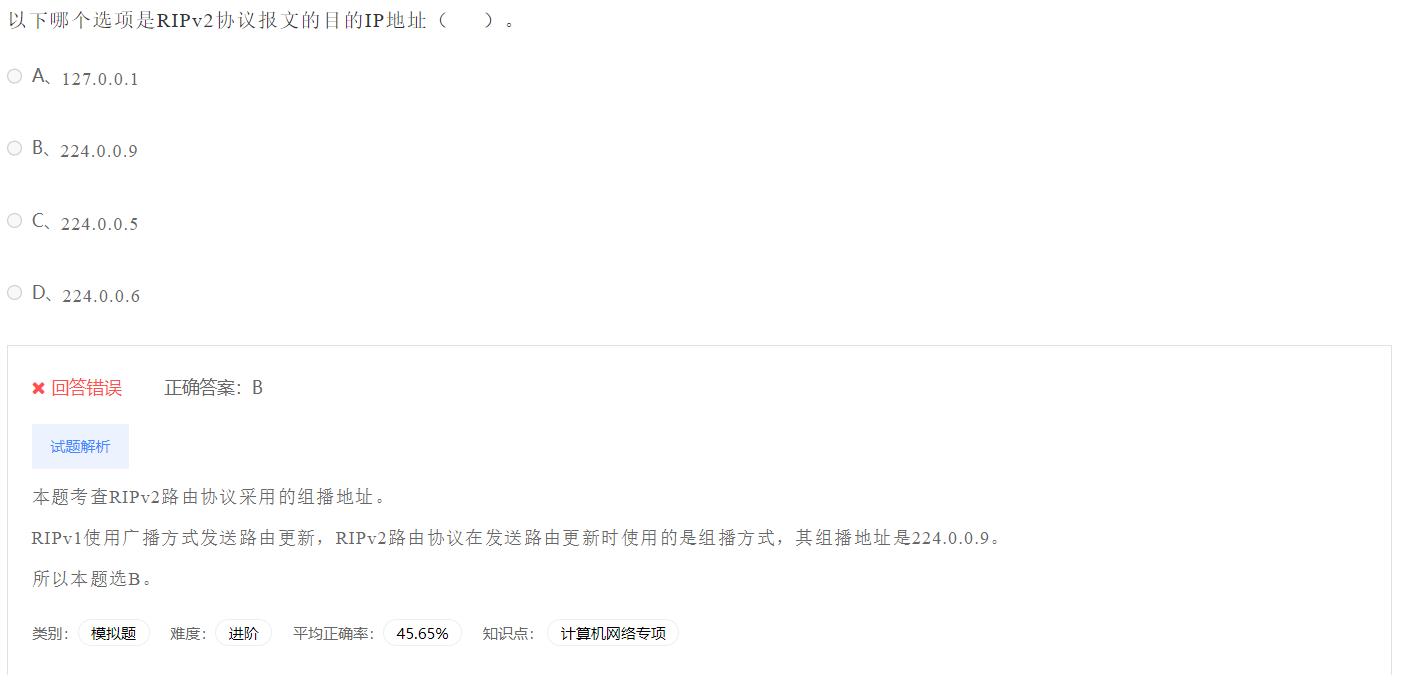 以下哪个选项是RIPv2协议报文的目的IP地址（　　）。
A、127.0.0.1
B、224.0.0.9
C、224.0.0.5
D、224.0.0.6
回答错误 正确答案：B
试题解析
本题考查RIPv2路由协议采用的组播地址。
RIPv1使用广播方式发送路由更新，RIPv2路由协议在发送路由更新时使用的是组播方式，其组播地址是224.0.0.9。
所以本题选B。
类别： 模拟题 难度： 进阶 平均正确率： 45.65% 知识点： 计算机网络专项